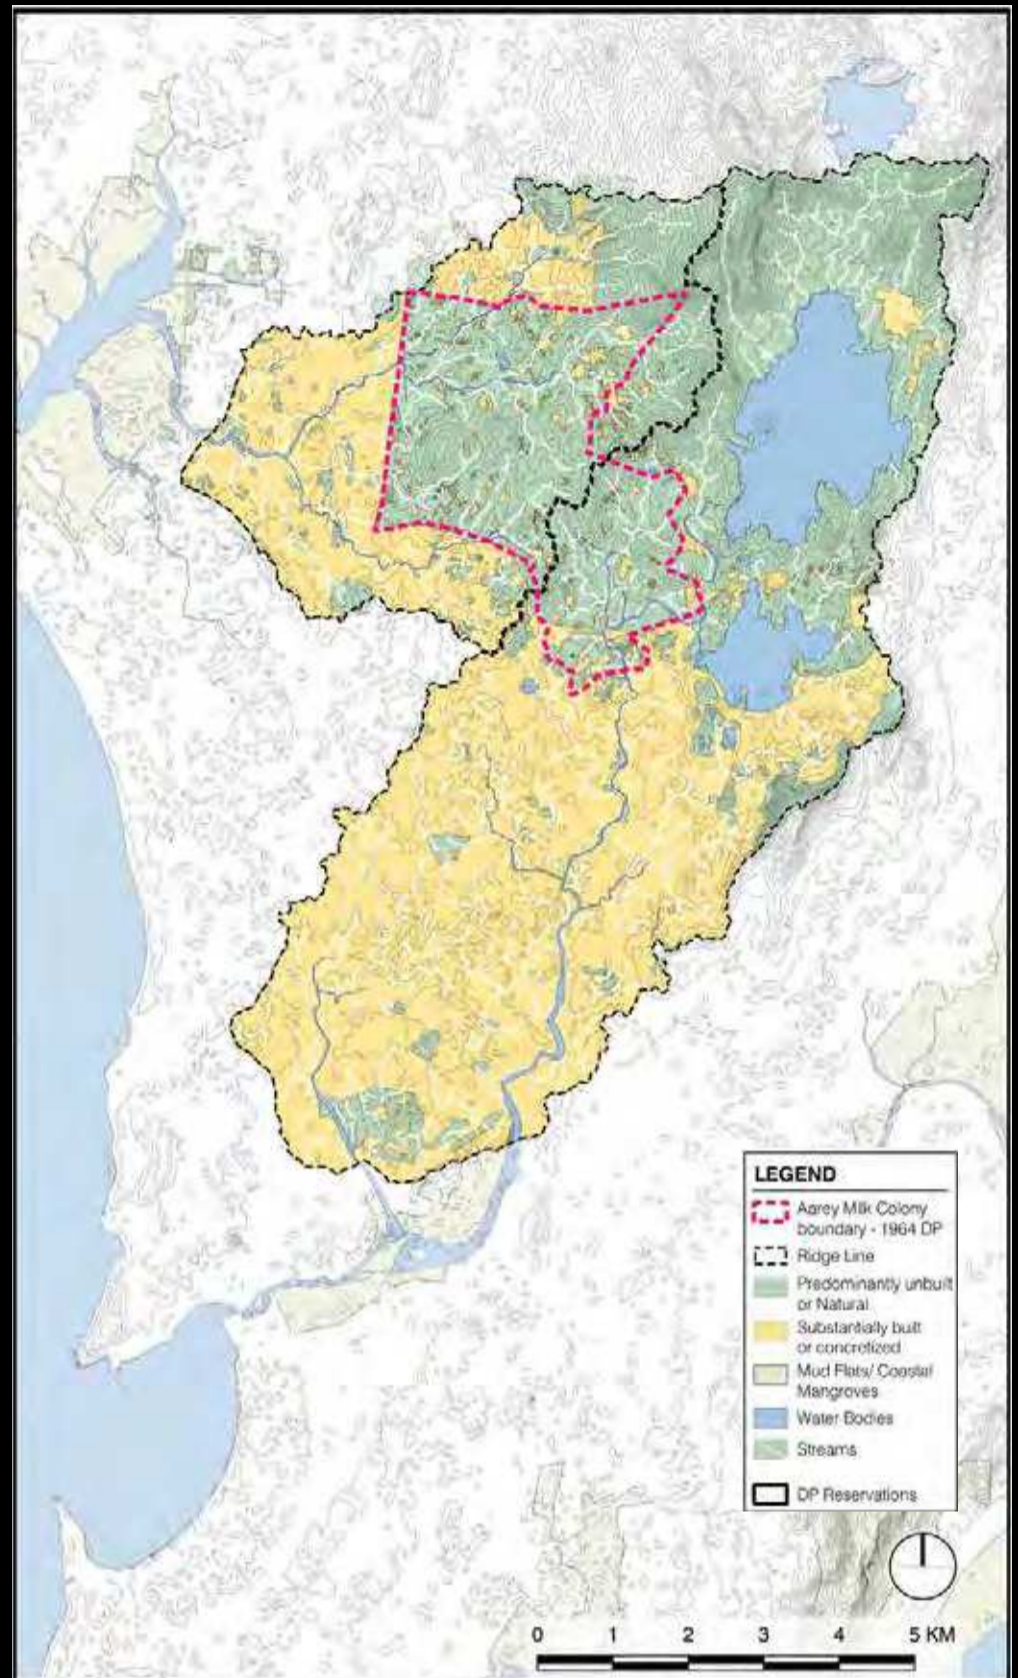 LEGEND
Aarey Milk Colony
boundary - 1964 DP
Ridge Line
Predominantly unbuilt
or Natural
Substantially built
or concretized
Mud Flats/ Coastal
Mangroves
Water Bodies
Streams
DP Reservations
0 1 2 3 4 5 KM